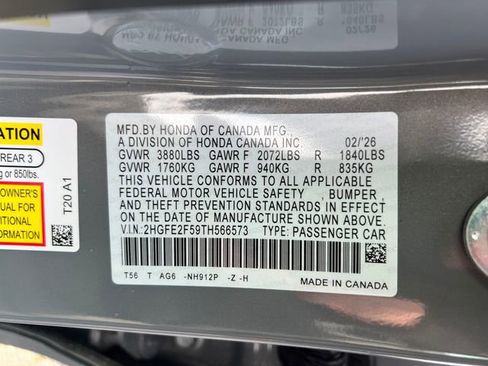 MFD.BY HONDA OF CANADA MFG.,
A DIVISION OF HONDA CANADA INC. 02/'26
GVWR 3880LBS GAWR F 2072LBS R 1840LBS
GVWR 1760KG GAWR F 940KG R 835KG
THIS VEHICLE CONFORMS TO ALL APPLICABLE
FEDERAL MOTOR VEHICLE SAFETY , BUMPER ,
AND THEFT PREVENTION STANDARDS IN EFFECT
ON THE DATE OF MANUFACTURE SHOWN ABOVE.
V.I.N: 2HGFE2F59TH566573 TYPE: PASSENGER CAR
T56 T AG6 -NH912P -Z -H
MADE IN CANADA
REAR 3
g or 850lbs.
OWNER'S
UAL FOR
ITIONAL
FORMATION
T20 A1